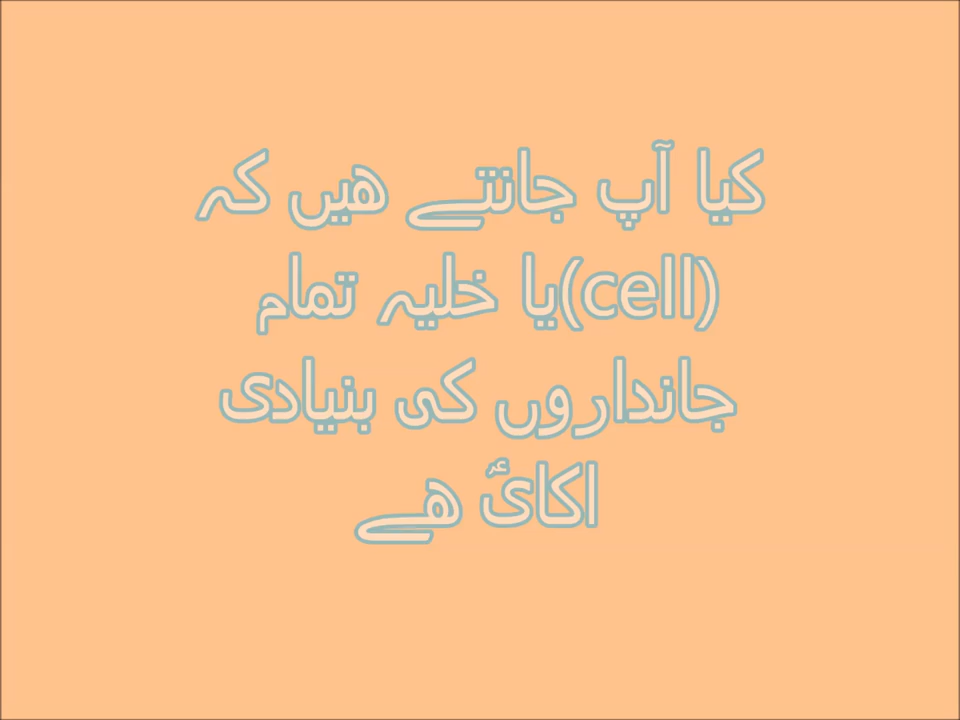 کیا آپ جانتے ھیں کہ
(cell)یا خلیہ تمام
جانداروں کی بنیادی
اکائ ھے